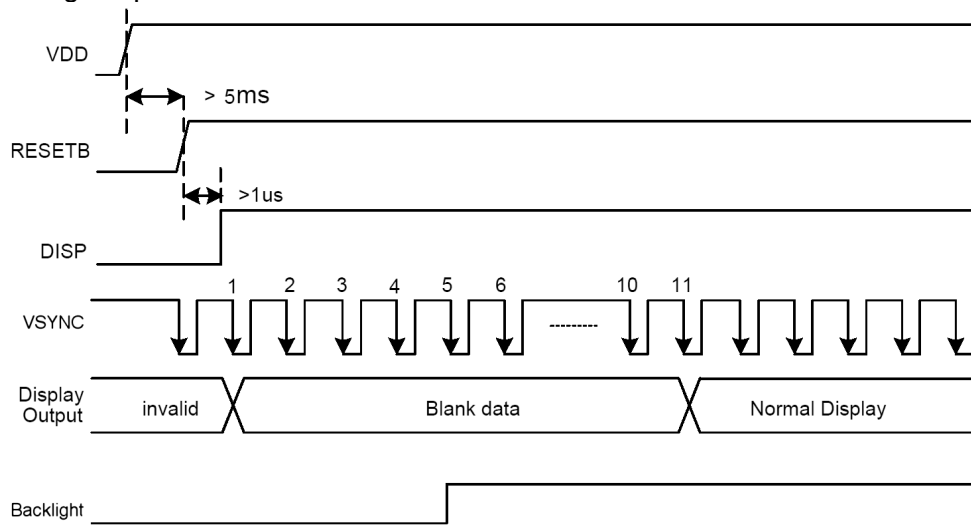 VDD
> 5ms
RESETB
>1us
DISP
1 2 3 4 5 6 10 11
VSYNC
Display
Output
invalid
Blank data
Normal Display
Backlight